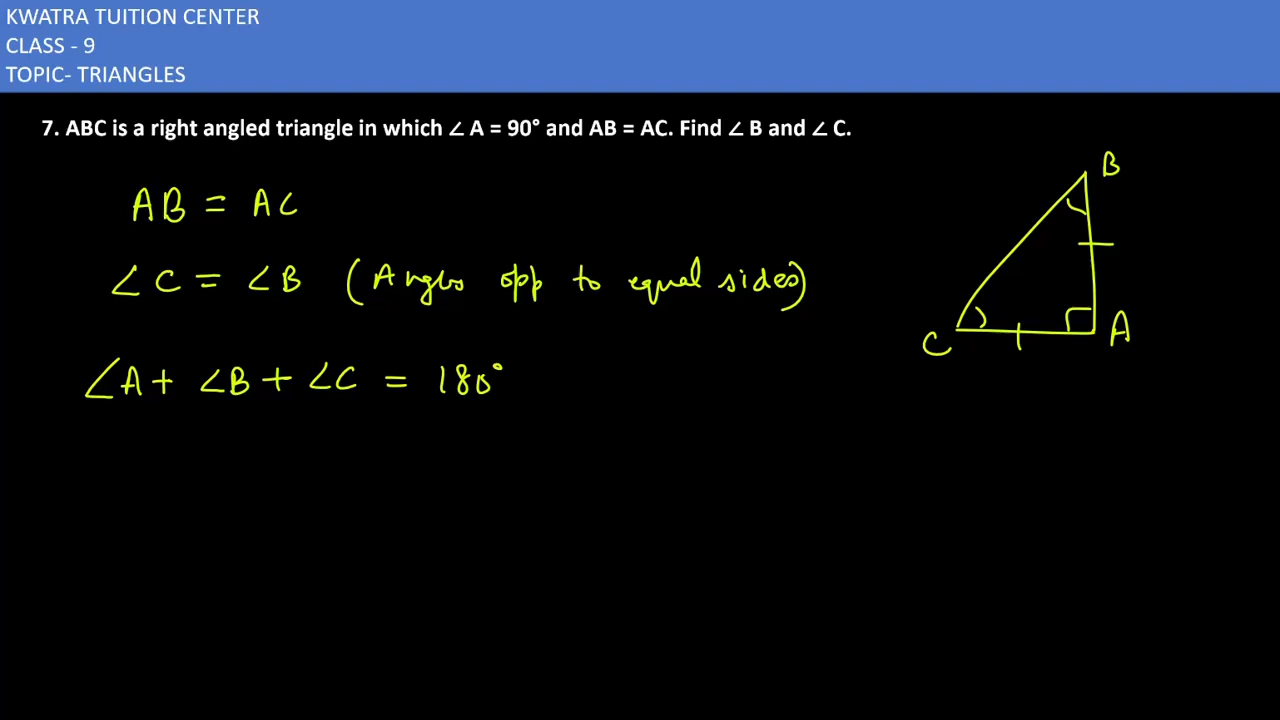 KWATRA TUITION CENTER
CLASS - 9
TOPIC- TRIANGLES
7. ABC is a right angled triangle in which ∠ A = 90° and AB = AC. Find ∠ B and ∠ C.
AB = AC
∠C = ∠B (Angles opp to equal sides)
∠A + ∠B + ∠C = 180°
B
C
A